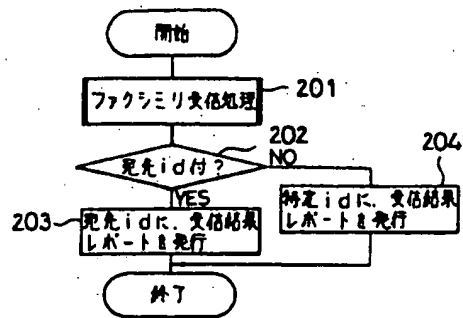 開始
ファクシミリ受信処理
201
宛先id付?
202
NO
YES
204
特定idに、受信結果
レポートを発行
203
宛先idに、受信結果
レポートを発行
終了